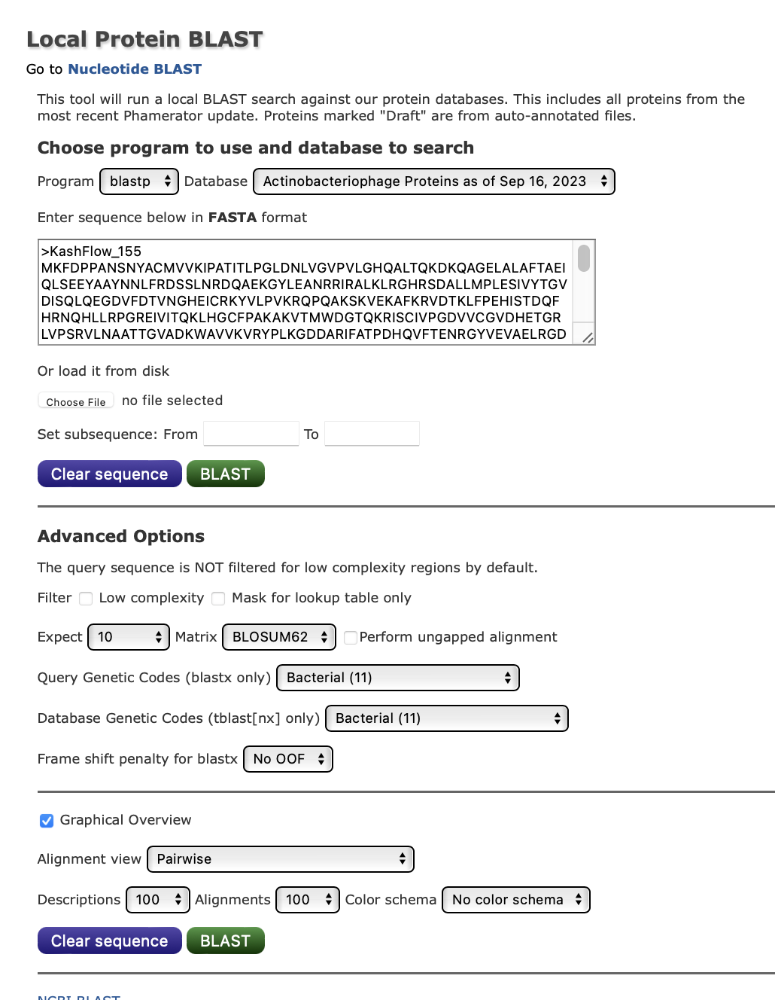 Local Protein BLAST
Go to Nucleotide BLAST
This tool will run a local BLAST search against our protein databases. This includes all proteins from the
most recent Phamerator update. Proteins marked "Draft" are from auto-annotated files.
Choose program to use and database to search
Program blastp Database Actinobacteriophage Proteins as of Sep 16, 2023
Enter sequence below in FASTA format
>KashFlow_155
MKFDPPANSNYACMVVKIPATITLPGLDNLVGVPVLGHQALTQKDKQAGELALAFTAEI
QLSEEYAAYNNLFRDSSLNRDQAEKGYLEANRRIRALKLRGHRSDALLMPLESIVYTGV
DISQLQEGDVFDTVNGHEICRKYVLPVKRQPQAKSKVEKAFKRVDTKLFPEHISTDQF
HRNQHLLRPGREIVITQKLHGCFPAKAKVTMWDGTQKRISCIVPGDVVCGVDHETGR
LVPSRVLNAATTGVADKWAVVKVRYPLKGDDARIFATPDHQVFTENRGYVEVAELRGD
Or load it from disk
Choose File no file selected
Set subsequence: From To
Clear sequence BLAST
Advanced Options
The query sequence is NOT filtered for low complexity regions by default.
Filter Low complexity Mask for lookup table only
Expect 10 Matrix BLOSUM62 Perform ungapped alignment
Query Genetic Codes (blastx only) Bacterial (11)
Database Genetic Codes (tblast[nx] only) Bacterial (11)
Frame shift penalty for blastx No OOF
Graphical Overview
Alignment view Pairwise
Descriptions 100 Alignments 100 Color schema No color schema
Clear sequence BLAST
NCBI BLAST